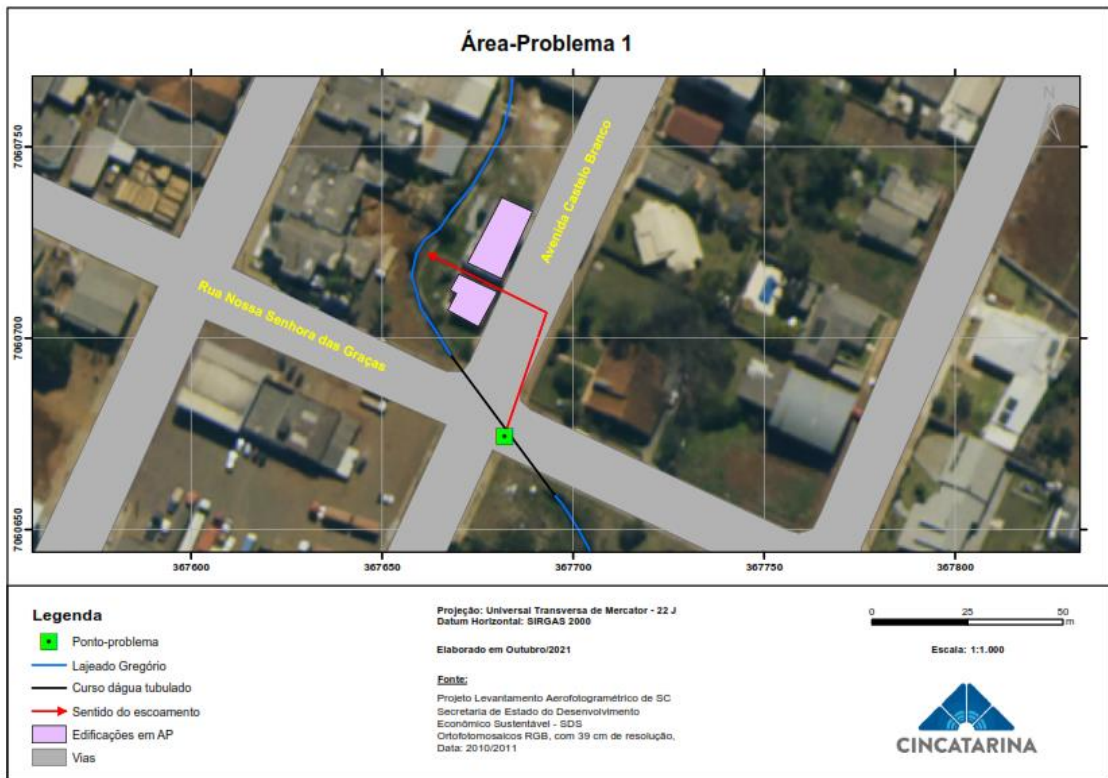 Área-Problema 1
N
7060750
7060700
7060650
Avenida Castelo Branco
Rua Nossa Senhora das Graças
367600
367650
367700
367750
367800
Legenda
Ponto-problema
Lajeado Gregório
Curso dágua tubulado
Sentido do escoamento
Edificações em AP
Vias
Projeção: Universal Transversa de Mercator - 22 J
Datum Horizontal: SIRGAS 2000
Elaborado em Outubro/2021
Fonte:
Projeto Levantamento Aerofotogramétrico de SC
Secretaria de Estado do Desenvolvimento
Econômico Sustentável - SDS
Ortofotomosaicos RGB, com 39 cm de resolução,
Data: 2010/2011
0 25 50
m
Escala: 1:1.000
CINCATARINA